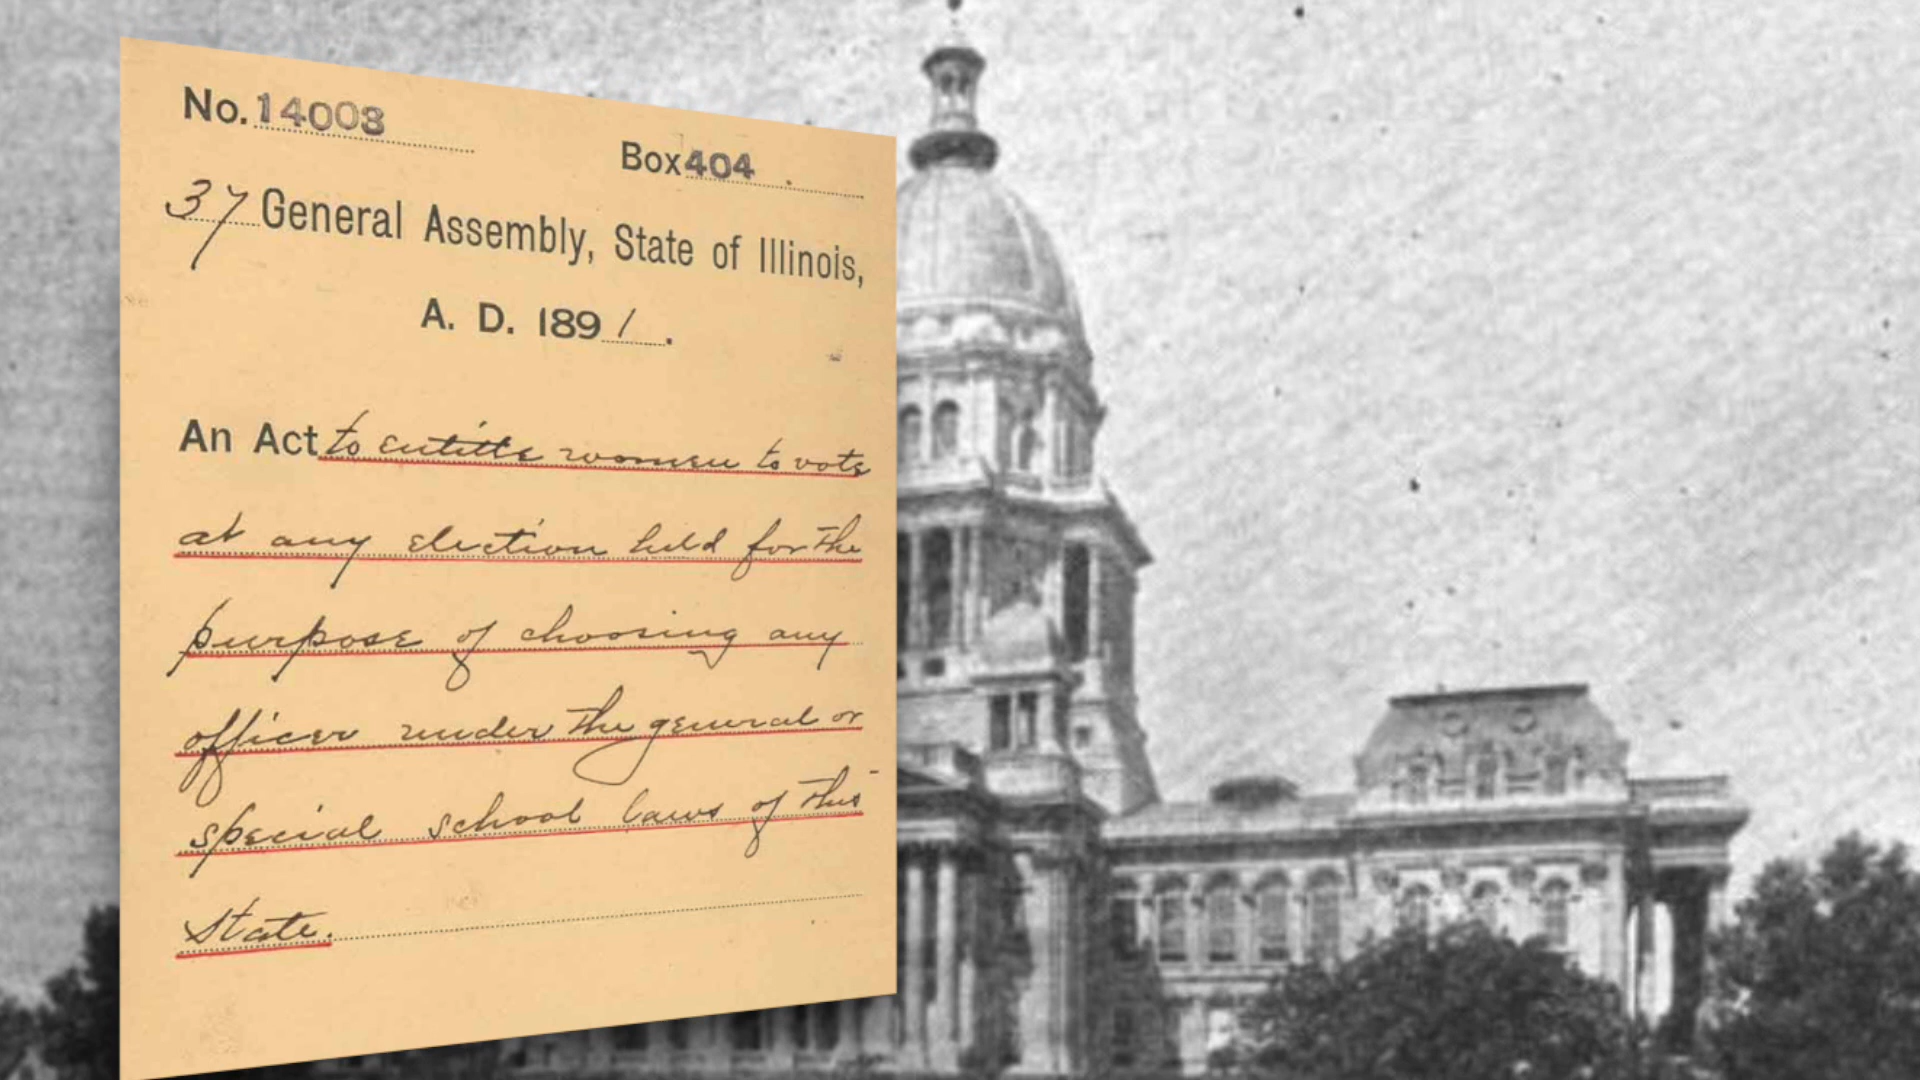 No. 14003
Box 404
37 General Assembly, State of Illinois,
A. D. 1891.
An Act to entitle women to vote
at any election held for the
purpose of choosing any
officer under the general or
special school laws of this
State.